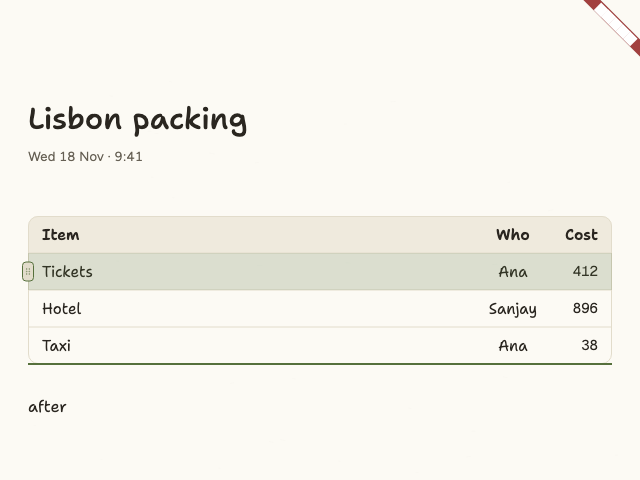 Lisbon packing
Wed 18 Nov · 9:41
Item Who Cost
Tickets Ana 412
Hotel Sanjay 896
Taxi Ana 38
after